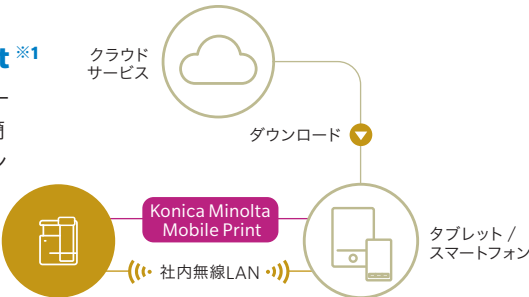 t ※1
ー
ン
クラウド
サービス
ダウンロード
Konica Minolta
Mobile Print
タブレット /
スマートフォン
社内無線LAN